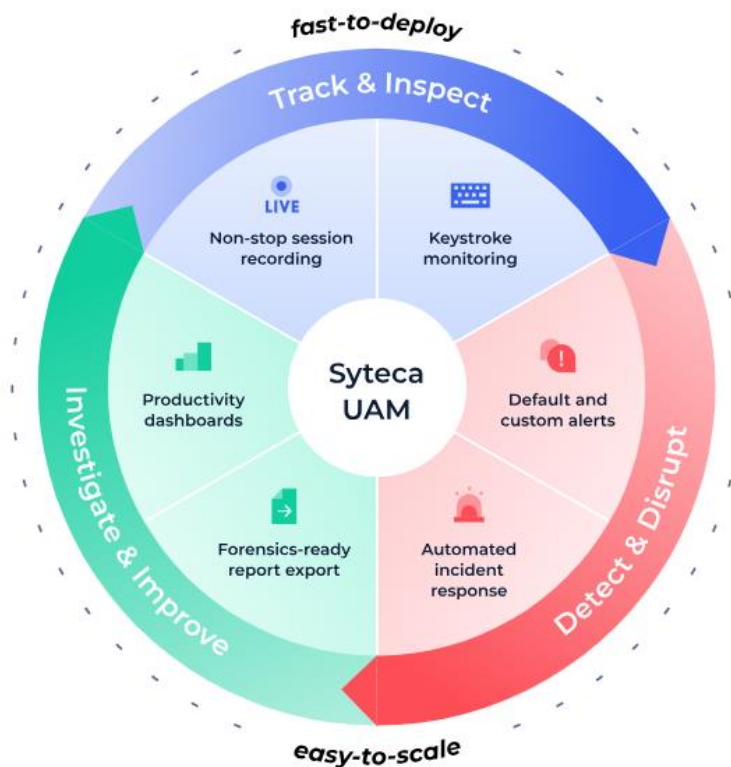 fast-to-deploy
Track & Inspect
LIVE
Non-stop session
recording
Keystroke
monitoring
Productivity
dashboards
Syteca
UAM
Default and
custom alerts
Forensics-ready
report export
Automated
incident
response
Investigate & Improve
Detect & Disrupt
easy-to-scale